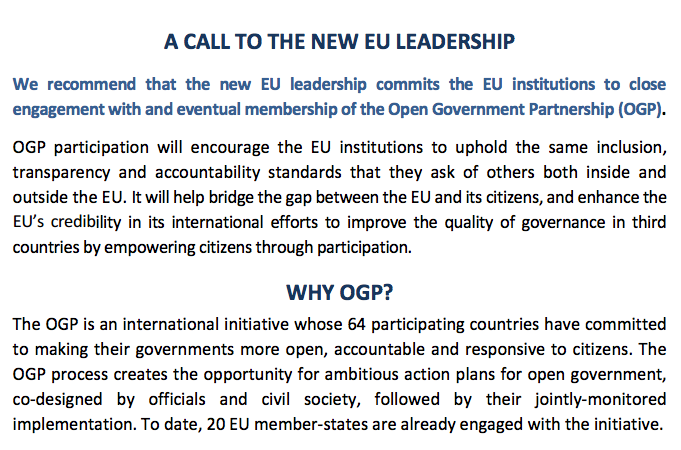 A CALL TO THE NEW EU LEADERSHIP
We recommend that the new EU leadership commits the EU institutions to close
engagement with and eventual membership of the Open Government Partnership (OGP).
OGP participation will encourage the EU institutions to uphold the same inclusion,
transparency and accountability standards that they ask of others both inside and
outside the EU. It will help bridge the gap between the EU and its citizens, and enhance the
EU's credibility in its international efforts to improve the quality of governance in third
countries by empowering citizens through participation.
WHY OGP?
The OGP is an international initiative whose 64 participating countries have committed
to making their governments more open, accountable and responsive to citizens. The
OGP process creates the opportunity for ambitious action plans for open government,
co-designed by officials and civil society, followed by their jointly-monitored
implementation. To date, 20 EU member-states are already engaged with the initiative.